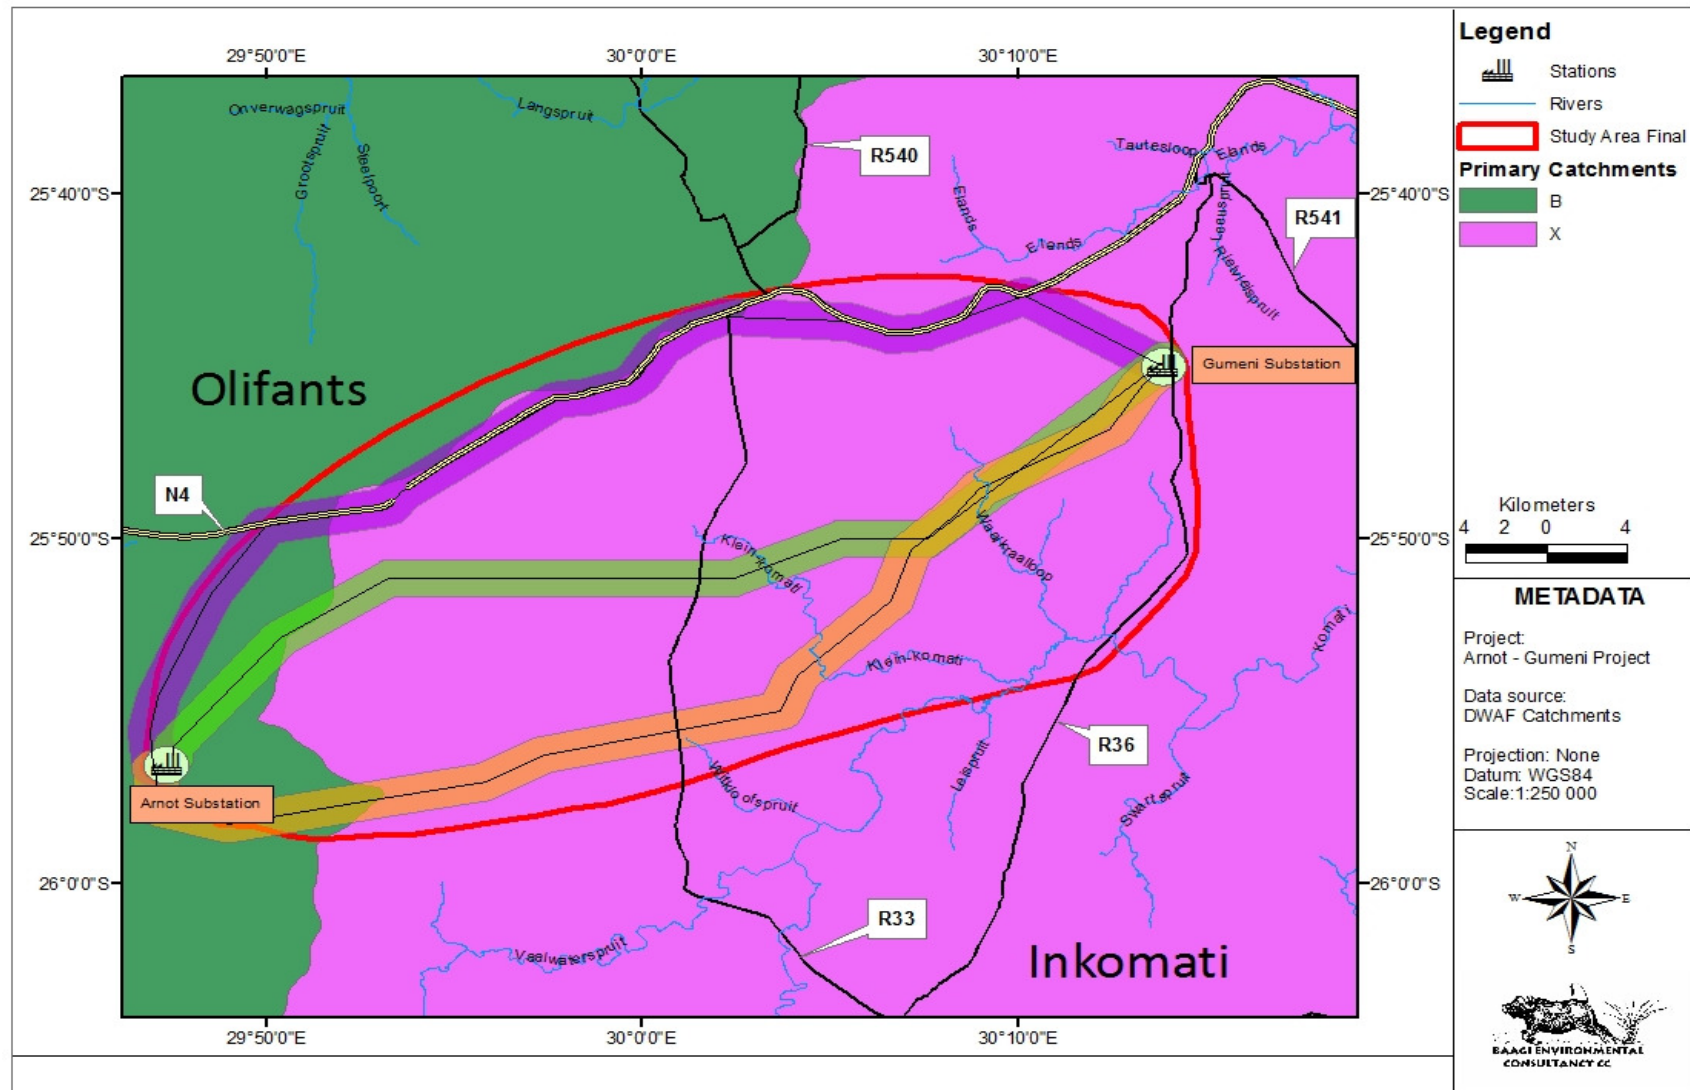 29°50'0"E
30°0'0"E
30°10'0"E
25°40'0"S
25°50'0"S
26°0'0"S
25°40'0"S
25°50'0"S
26°0'0"S
29°50'0"E
30°0'0"E
30°10'0"E
Onverwagspruit
Grootspruit
Steelpoort
Langspruit
R540
Tautesloop
Elands
Elands
Elands
Leeuspruit
Rietvleispruit
R541
Olifants
N4
Gumeni Substation
Klein-komati
Waaikraalloop
Klein-komati
Komati
Arnot Substation
Witkloofspruit
Leispruit
R36
Swartspruit
Vaalwaterspruit
R33
Inkomati
Legend
Stations
Rivers
Study Area Final
Primary Catchments
B
X
Kilometers
4 2 0 4
METADATA
Project:
Arnot - Gumeni Project
Data source:
DWAF Catchments
Projection: None
Datum: WGS84
Scale:1:250 000
N
W E
S
BAAGI ENVIRONMENTAL
CONSULTANCY CC